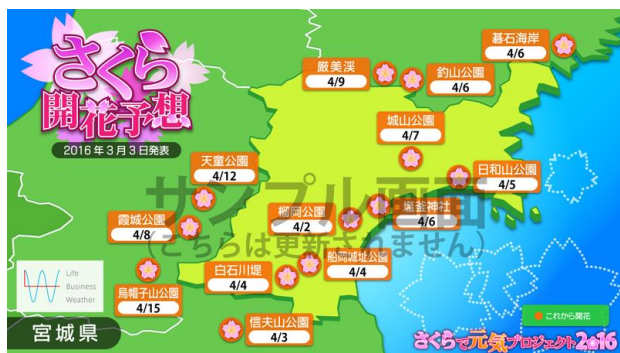 さくら
開花予想
2016年3月3日発表
碁石海岸
4/6
厳美渓
4/9
釣山公園
4/6
城山公園
4/7
天童公園
4/12
日和山公園
4/5
サンプル画面
(こちらは更新されません)
霞城公園
4/8
榴岡公園
4/2
塩釜神社
4/6
白石川堤
4/4
船岡城址公園
4/4
烏帽子山公園
4/15
信夫山公園
4/3
Life
Business
Weather
宮城県
これから開花
さくらで元気プロジェクト2016